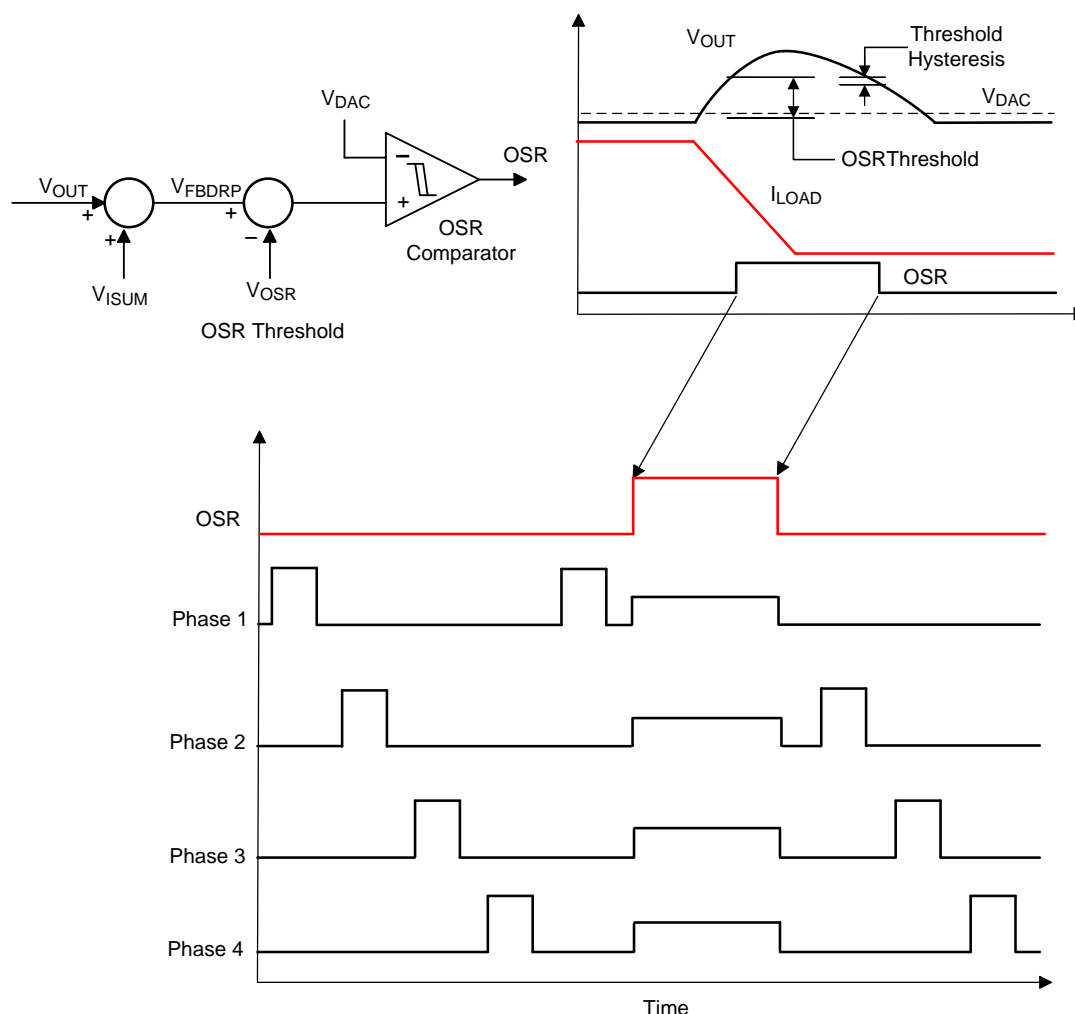 VOUT
Threshold
Hysteresis
VDAC
VDAC
OSR
OSRThreshold
VOUT
VFBDRP
+
+
+
−
−
+
OSR
Comparator
VISUM
VOSR
OSR Threshold
ILOAD
OSR
OSR
Phase 1
Phase 2
Phase 3
Phase 4
Time